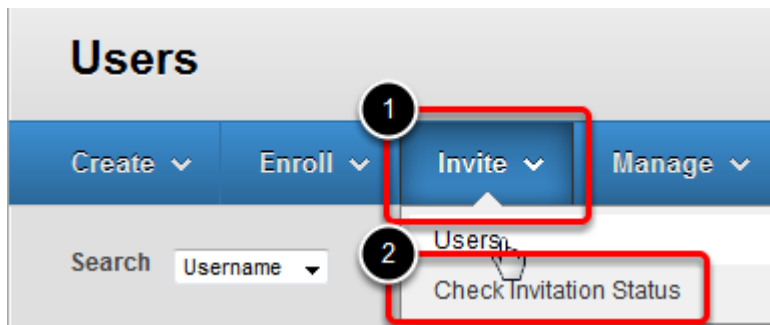 Users
1
Create Enroll Invite Manage
2
Users
Search Username
Check Invitation Status